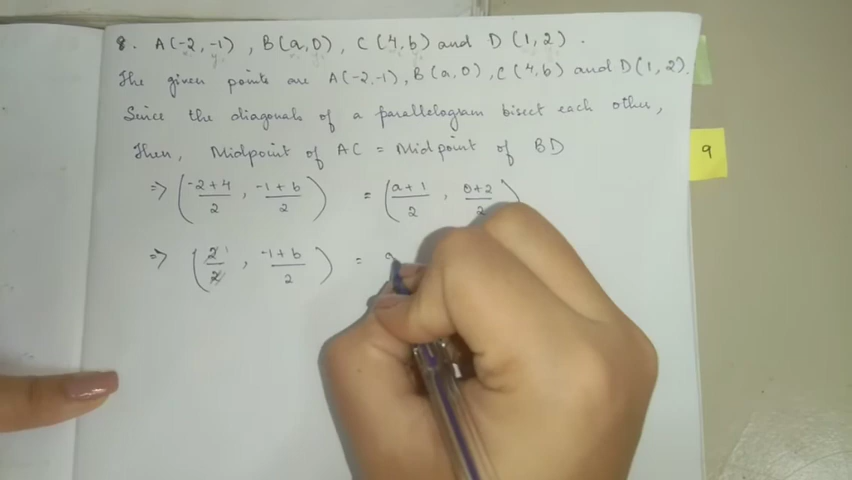 8. A(-2,-1), B(a,0), C(4,b) and D(1,2).
The given points are A(-2,-1), B(a,0), C(4,b) and D(1,2).
Since the diagonals of a parallelogram bisect each other,
Then, Midpoint of AC = Midpoint of BD
=> (-2+4/2, -1+b/2) = (a+1/2, 0+2/2)
=> (2/2 1, -1+b/2) = a
9